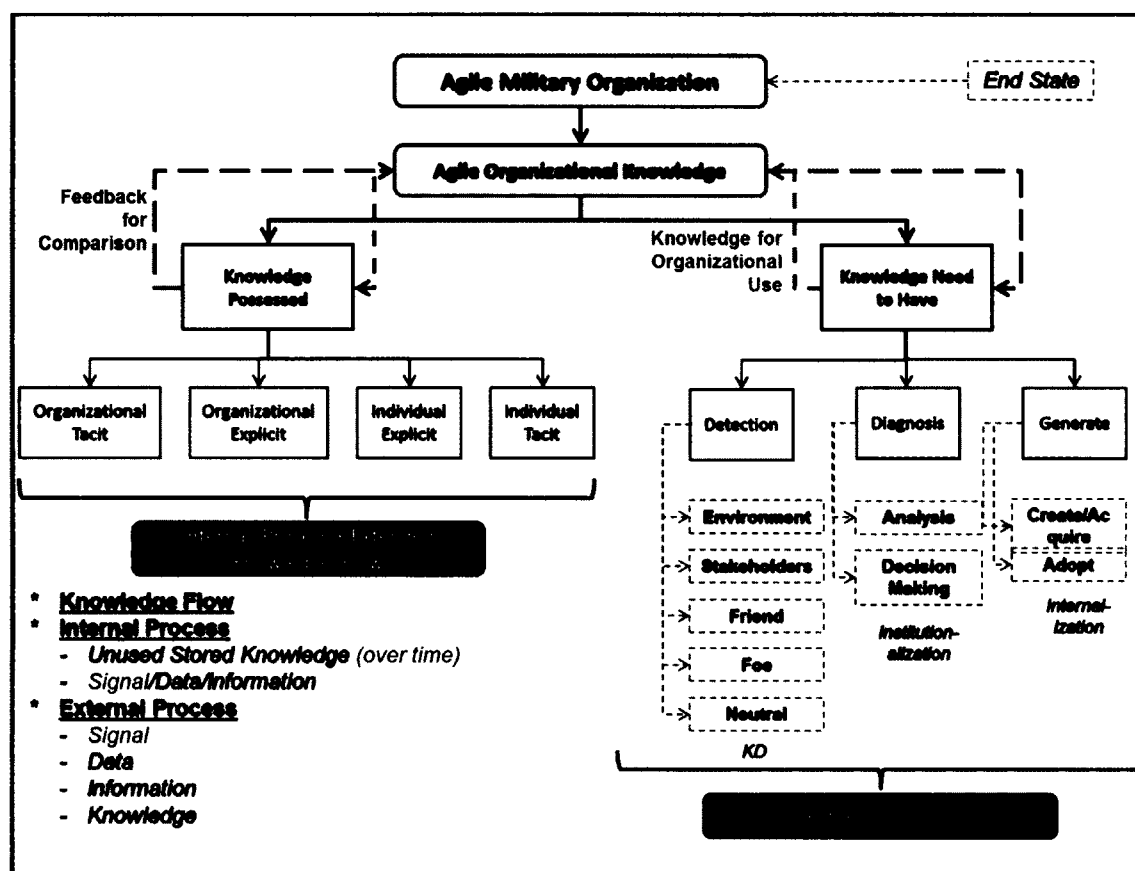 Agile Military Organization
End State
Agile Organizational Knowledge
Feedback
for
Comparison
Knowledge for
Organizational
Use
Knowledge
Possessed
Knowledge Need
to Have
Organizational
Tacit
Organizational
Explicit
Individual
Explicit
Individual
Tacit
Detection
Diagnosis
Generate
Environment
Stakeholders
Friend
Foe
Neutral
KD
Analysis
Decision
Making
Institution-
alization
Create/Ac
quire
Adopt
Internal-
ization
* Knowledge Flow
* Internal Process
- Unused Stored Knowledge (over time)
- Signal/Data/Information
* External Process
- Signal
- Data
- Information
- Knowledge